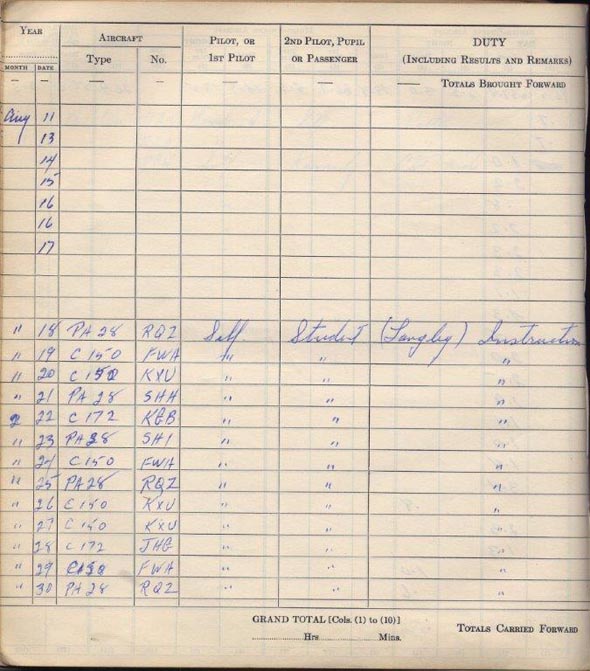 YEAR AIRCRAFT PILOT, OR 1ST PILOT 2ND PILOT, PUPIL OR PASSENGER DUTY (INCLUDING RESULTS AND REMARKS)
MONTH DATE Type No.
— — — — — — — TOTALS BROUGHT FORWARD
Aug 11
13
14
15
16
16
17
" 18 PA 28 RQZ Self Student (Langley) Instruction
" 19 C 150 FWA " " "
" 20 C 150 KXU " " "
" 21 PA 28 SHH " " "
22 C 172 KGB " " "
" 23 PA 28 SHI " " "
" 24 C 150 FWA " " "
" 25 PA 28 RQZ " " "
" 26 C 150 KXU " " "
" 27 C 150 KXU " " "
" 28 C 172 JHG " " "
" 29 C 150 FWA " " "
" 30 PA 28 RQZ " " "
GRAND TOTAL [Cols. (1) to (10)] TOTALS CARRIED FORWARD
Hrs Mins.